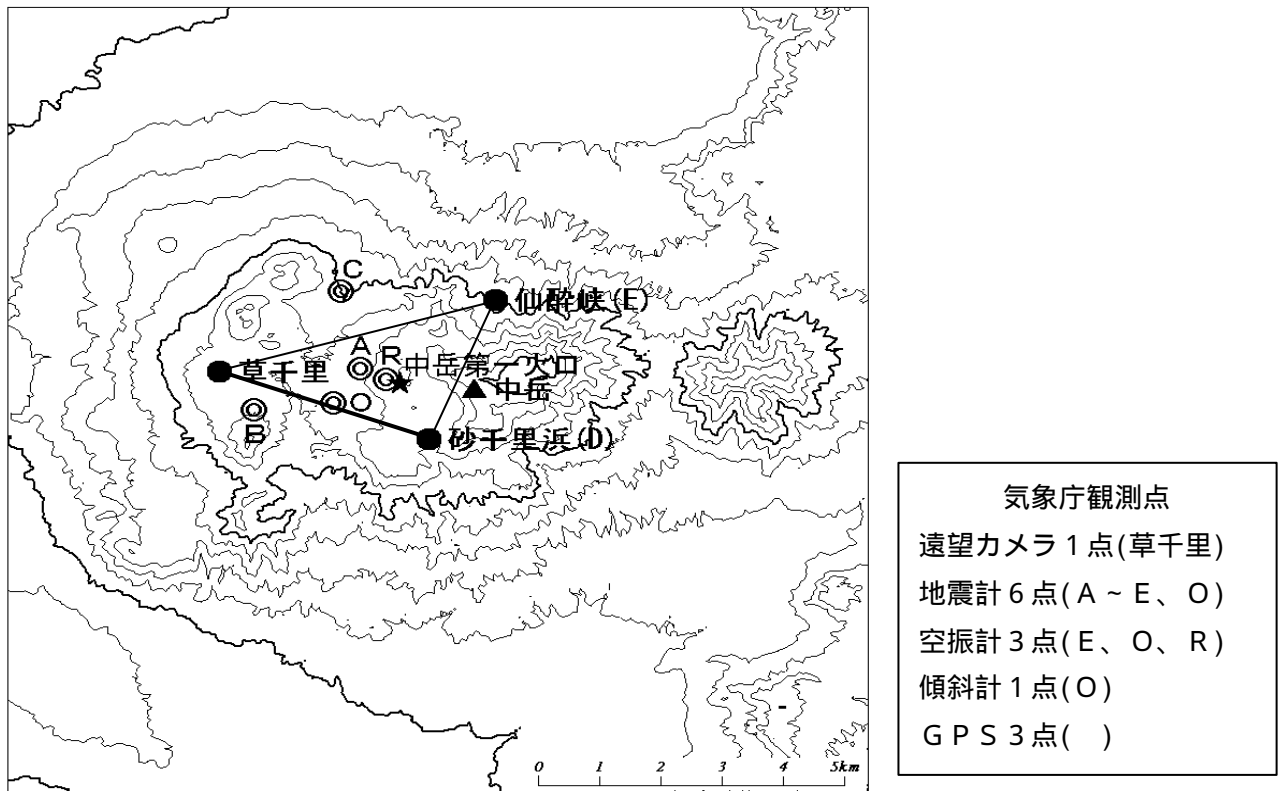 C
仙酔峡(E)
A
R
中岳第一火口
草千里
中岳
O
B
砂千里浜(D)
気象庁観測点
遠望カメラ1点(草千里)
地震計6点(A~E、O)
空振計3点(E、O、R)
傾斜計1点(O)
GPS3点( )
0 1 2 3 4 5km